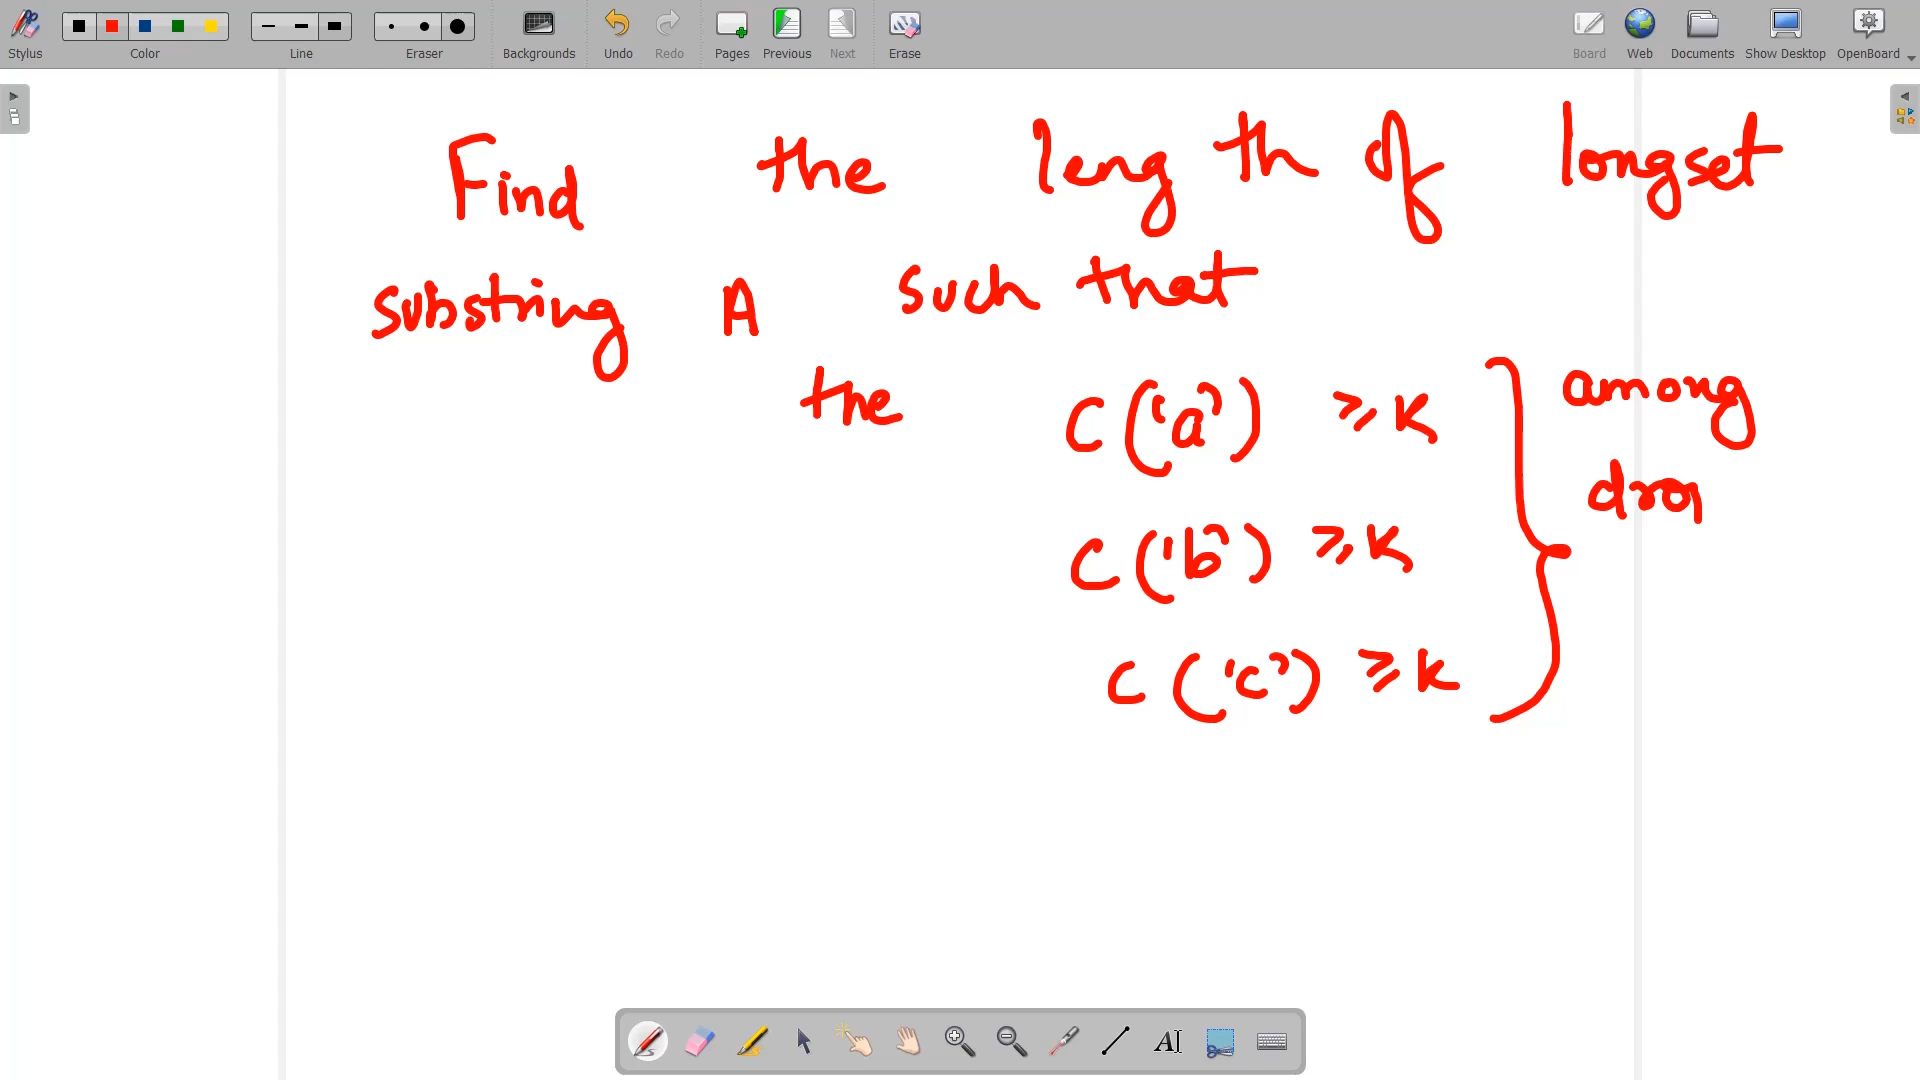 Stylus
Color
Line
Eraser
Backgrounds
Undo
Redo
Pages
Previous
Next
Erase
Board
Web
Documents
Show Desktop
OpenBoard
Find the length of longset
substring A such that
the C('a') ≥ K
among
C('b') ≥ K
C('c') ≥ K